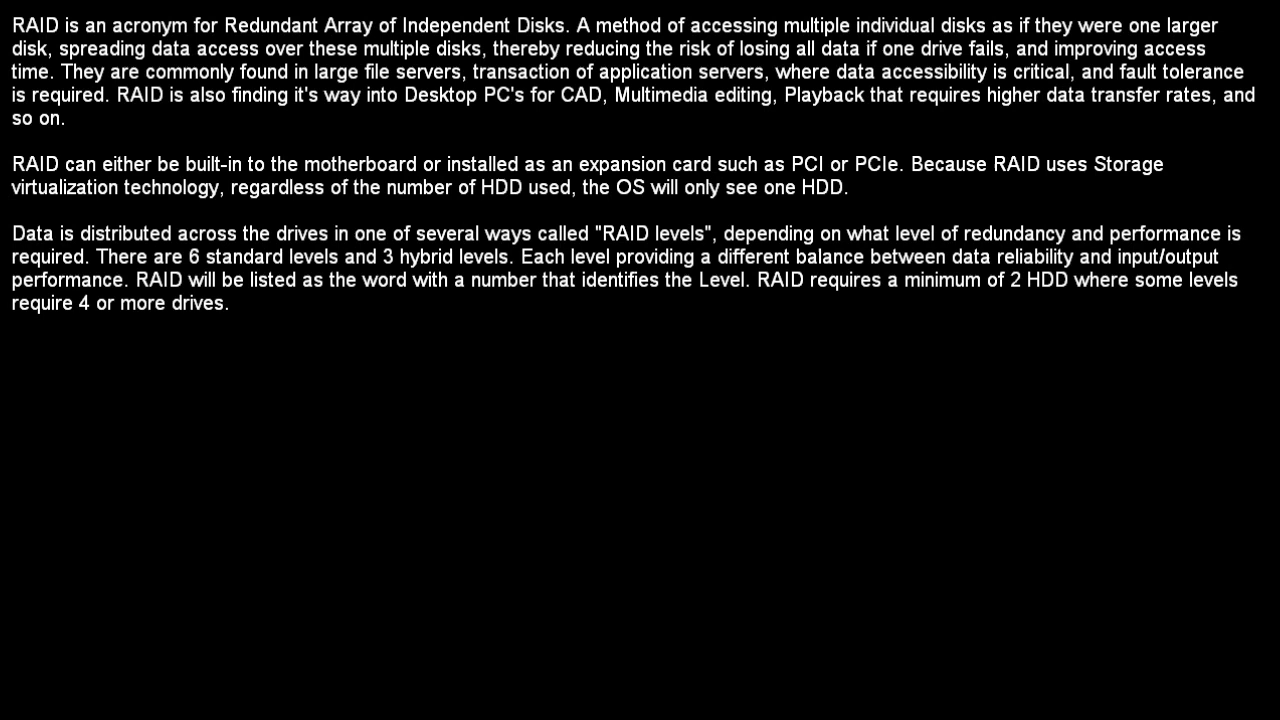 RAID is an acronym for Redundant Array of Independent Disks. A method of accessing multiple individual disks as if they were one larger
disk, spreading data access over these multiple disks, thereby reducing the risk of losing all data if one drive fails, and improving access
time. They are commonly found in large file servers, transaction of application servers, where data accessibility is critical, and fault tolerance
is required. RAID is also finding it's way into Desktop PC's for CAD, Multimedia editing, Playback that requires higher data transfer rates, and
so on.
RAID can either be built-in to the motherboard or installed as an expansion card such as PCI or PCIe. Because RAID uses Storage
virtualization technology, regardless of the number of HDD used, the OS will only see one HDD.
Data is distributed across the drives in one of several ways called "RAID levels", depending on what level of redundancy and performance is
required. There are 6 standard levels and 3 hybrid levels. Each level providing a different balance between data reliability and input/output
performance. RAID will be listed as the word with a number that identifies the Level. RAID requires a minimum of 2 HDD where some levels
require 4 or more drives.